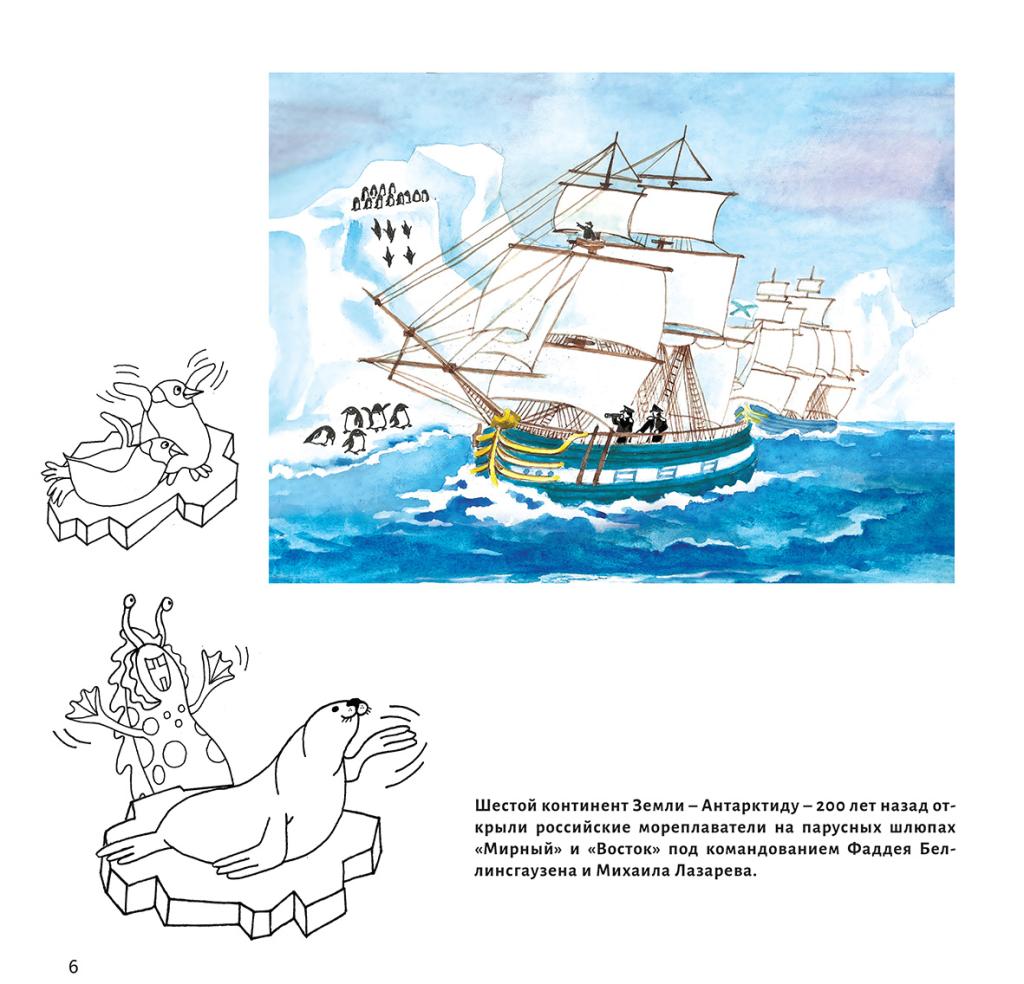 Шестой континент Земли – Антарктиду – 200 лет назад от-
крыли российские мореплаватели на парусных шлюпах
«Мирный» и «Восток» под командованием Фаддея Бел-
линсгаузена и Михаила Лазарева.
6